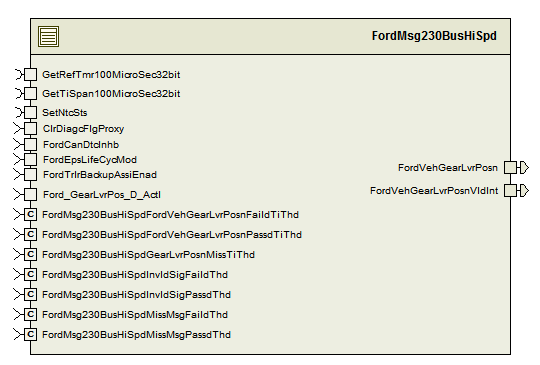 FordMsg230BusHiSpd
GetRefTmr100MicroSec32bit
GetTiSpan100MicroSec32bit
SetNtcSts
ClrDiagcFlgProxy
FordCanDtcInhb
FordEpsLifeCycMod
FordTrlrBackupAssiEnad
Ford_GearLvrPos_D_Actl
FordMsg230BusHiSpdFordVehGearLvrPosnFaildTiThd
FordMsg230BusHiSpdFordVehGearLvrPosnPassdTiThd
FordMsg230BusHiSpdGearLvrPosnMissTiThd
FordMsg230BusHiSpdInvldSigFaildThd
FordMsg230BusHiSpdInvldSigPassdThd
FordMsg230BusHiSpdMissMsgFaildThd
FordMsg230BusHiSpdMissMsgPassdThd
FordVehGearLvrPosn
FordVehGearLvrPosnVldInt
C
C
C
C
C
C
C